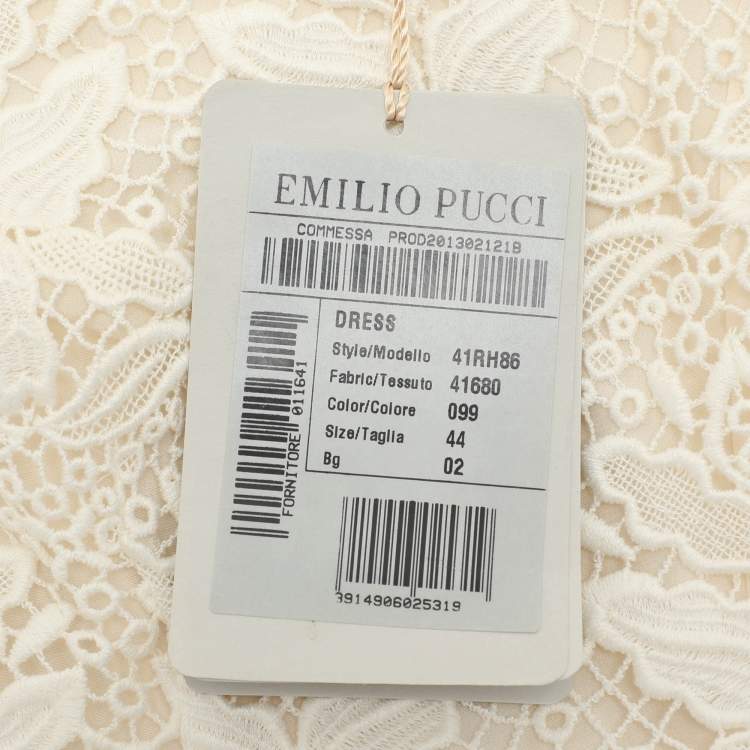 EMILIO PUCCI
COMMESSA PROD201302121B
DRESS
Style/Modello 41RH86
Fabric/Tessuto 41680
Color/Colore 099
Size/Taglia 44
Bg 02
FORNITORE 011641
3914906025319